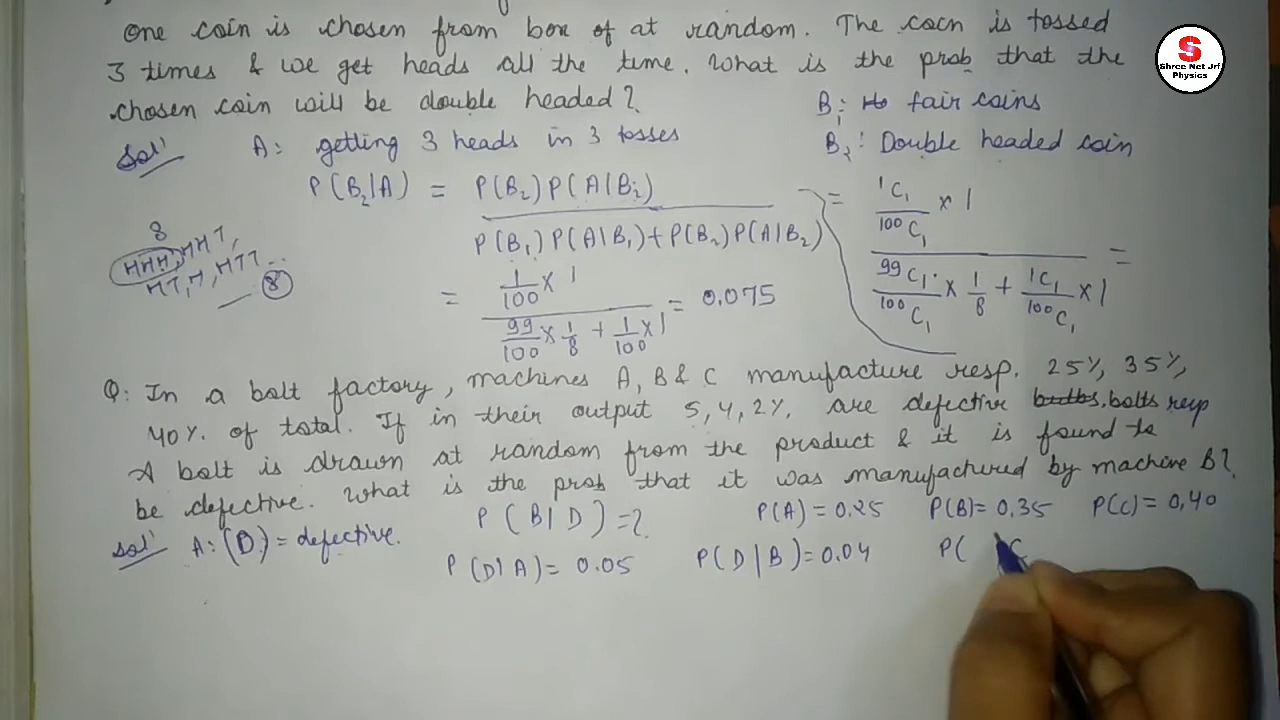 one coin is chosen from box of at random. The coin is tossed
3 times & we get heads all the time. What is the prob that the
chosen coin will be double headed?
B₁: fair coins
Sol' A: getting 3 heads in 3 tosses
B₂: Double headed coin
P(B₂|A) = P(B₂)P(A|B₂)
P(B₁)P(A|B₁)+P(B₂)P(A|B₂)
= ¹C₁/¹⁰⁰C₁ × 1
⁹⁹C₁/¹⁰⁰C₁ × 1/8 + ¹C₁/¹⁰⁰C₁ × 1 =
8
HHH, HHT,
HT, H, HTT...
8
= 1/100 × 1
99/100 × 1/8 + 1/100 × 1 = 0.075
Q: In a bolt factory, machines A, B & C manufacture resp. 25%, 35%,
40% of total. If in their output 5, 4, 2% are defective bolts resp
A bolt is drawn at random from the product & it is found to
be defective. What is the prob that it was manufactured by machine B?
P(B|D)=? P(A)=0.25 P(B)=0.35 P(C)=0.40
Sol' A: (D) = defective.
P(D|A)= 0.05 P(D|B)=0.04 P( C
S
Shree Net Jrf
Physics